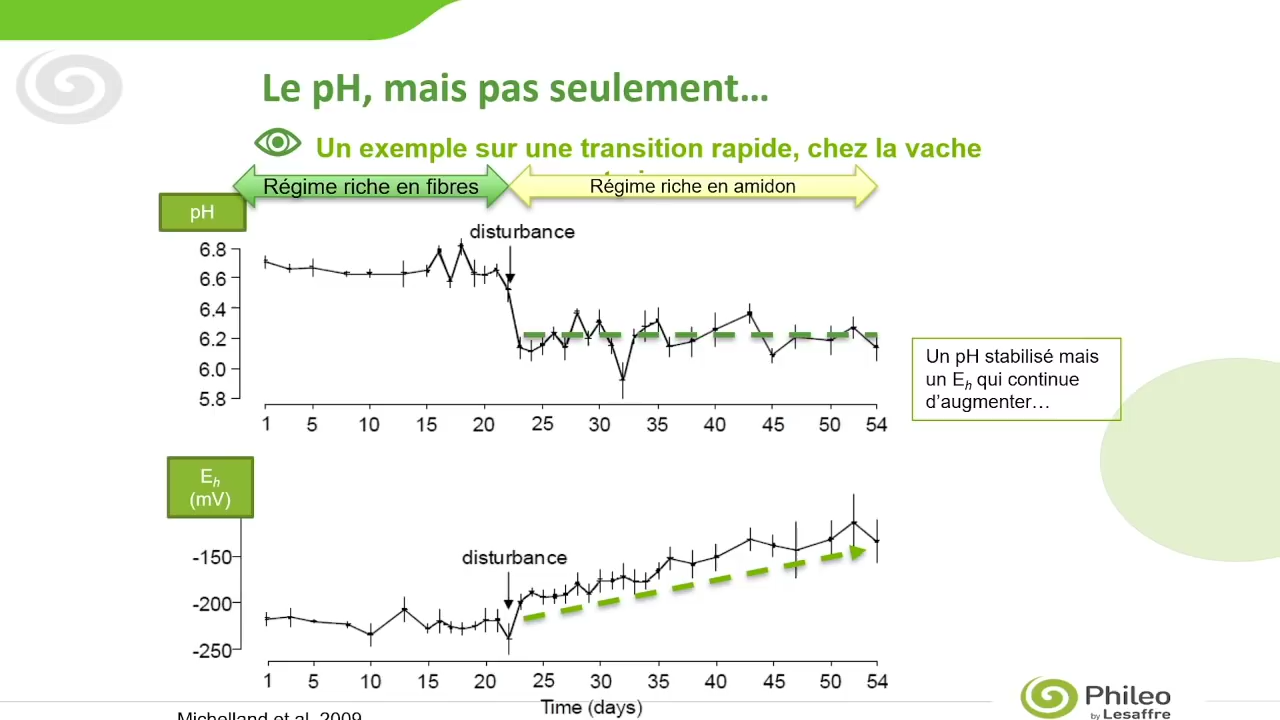 Le pH, mais pas seulement…
Un exemple sur une transition rapide, chez la vache
Régime riche en fibres
Régime riche en amidon
pH
disturbance
6.8
6.6
6.4
6.2
6.0
5.8
1 5 10 15 20 25 30 35 40 45 50 54
Un pH stabilisé mais
un Eh qui continue
d'augmenter…
Eh
(mV)
disturbance
-150
-200
-250
1 5 10 15 20 25 30 35 40 45 50 54
Time (days)
Michelland et al. 2009
Phileo
by Lesaffre